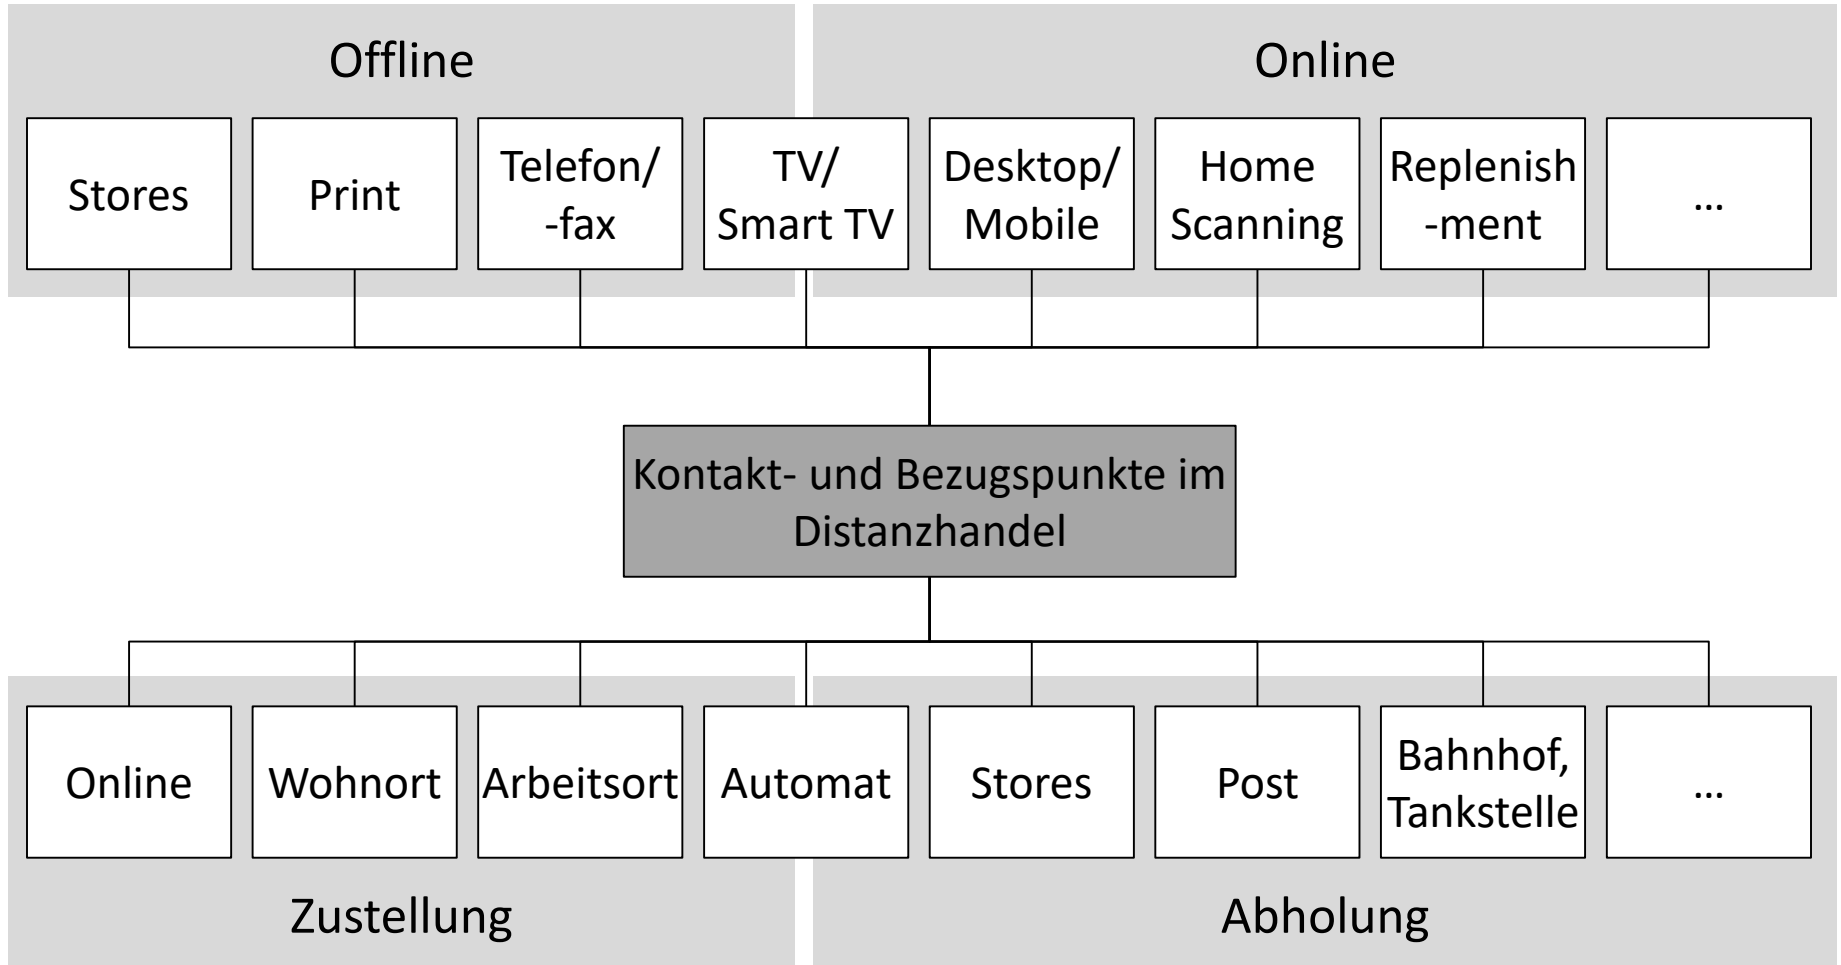 Offline
Online
Stores
Print
Telefon/
-fax
TV/
Smart TV
Desktop/
Mobile
Home
Scanning
Replenish
-ment
...
Kontakt- und Bezugspunkte im
Distanzhandel
Online
Wohnort
Arbeitsort
Automat
Stores
Post
Bahnhof,
Tankstelle
...
Zustellung
Abholung